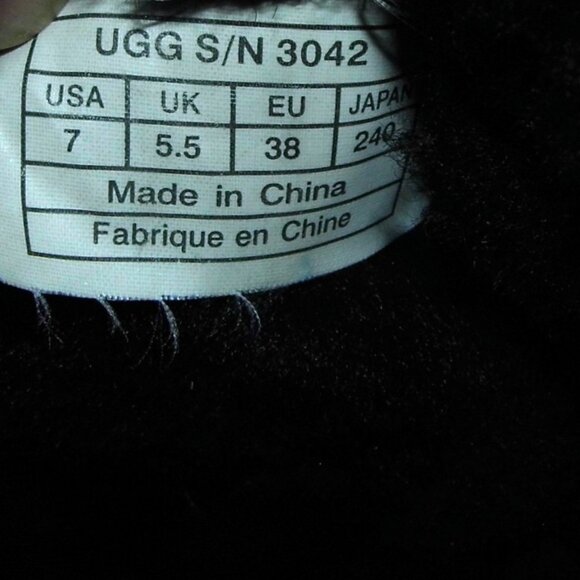 UGG S/N 3042
USA UK EU JAPAN
7 5.5 38 240
Made in China
Fabrique en Chine